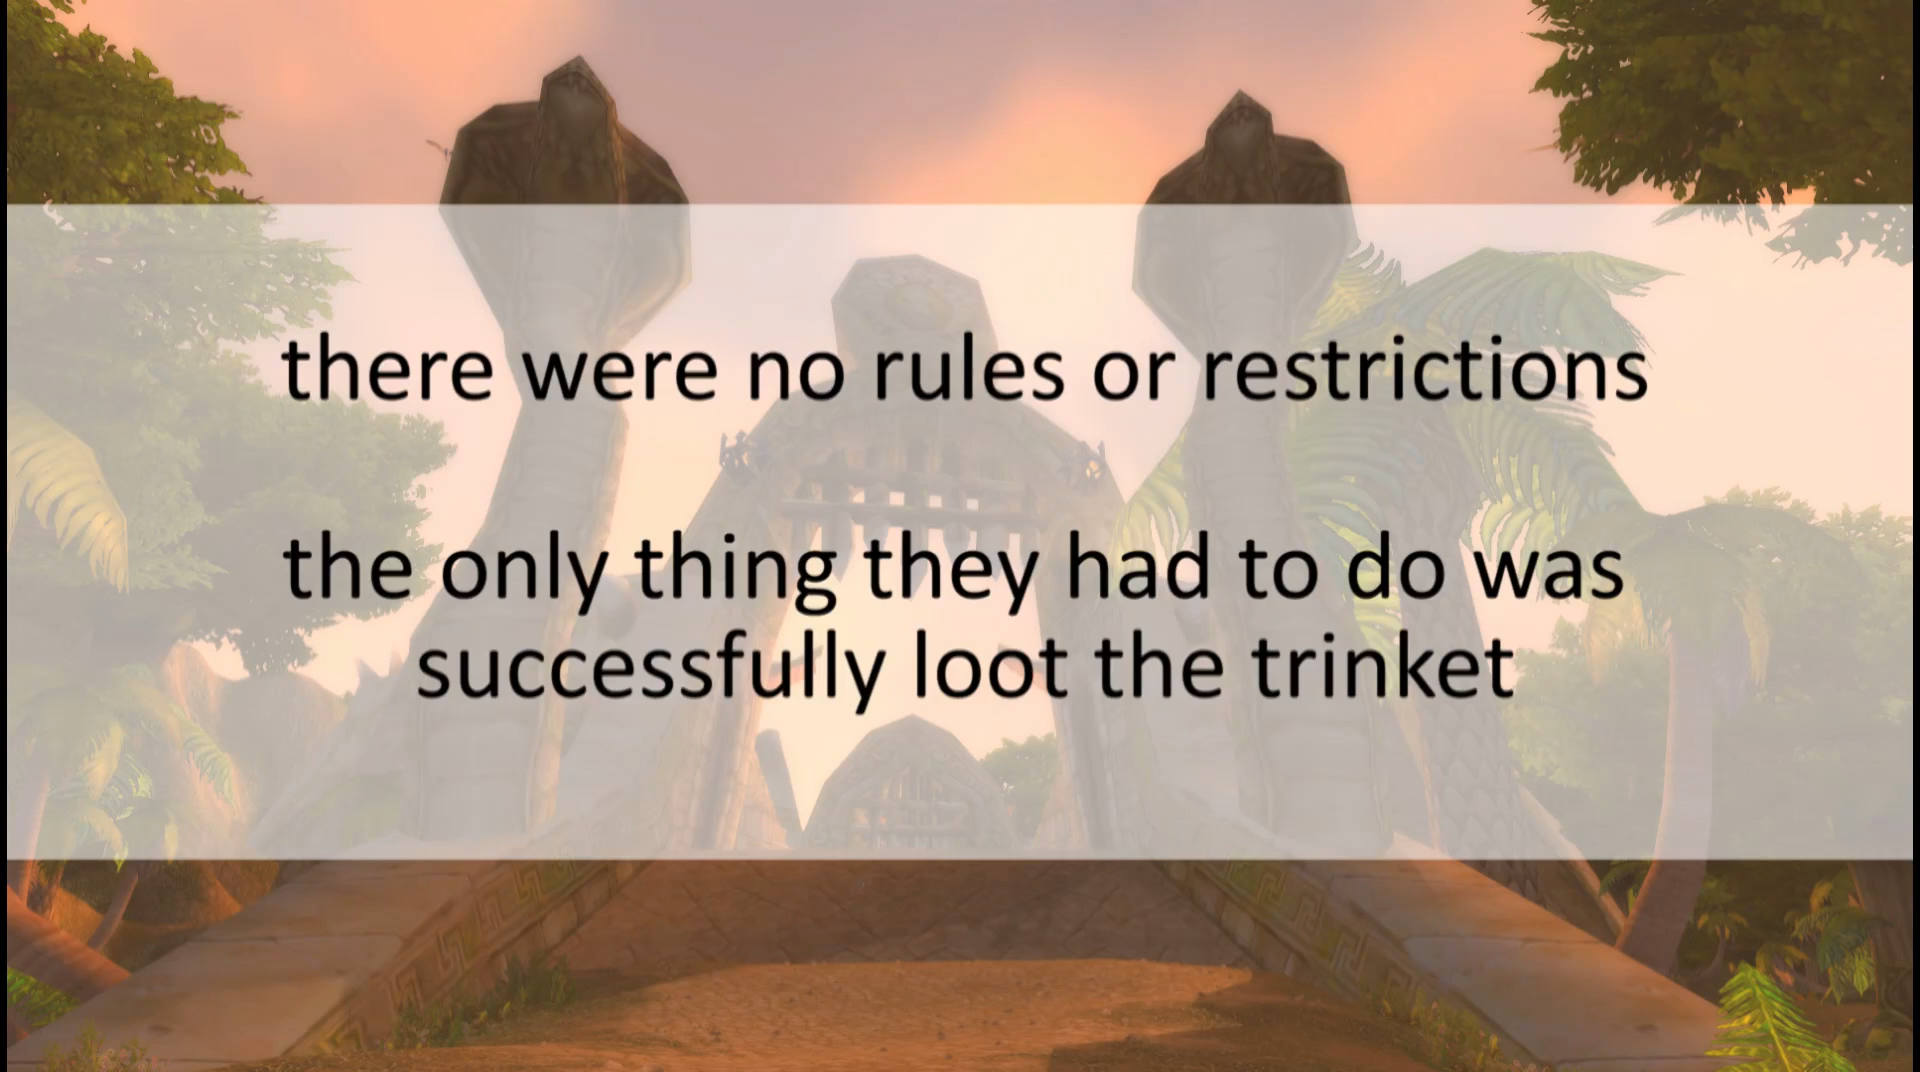 there were no rules or restrictions
the only thing they had to do was
successfully loot the trinket